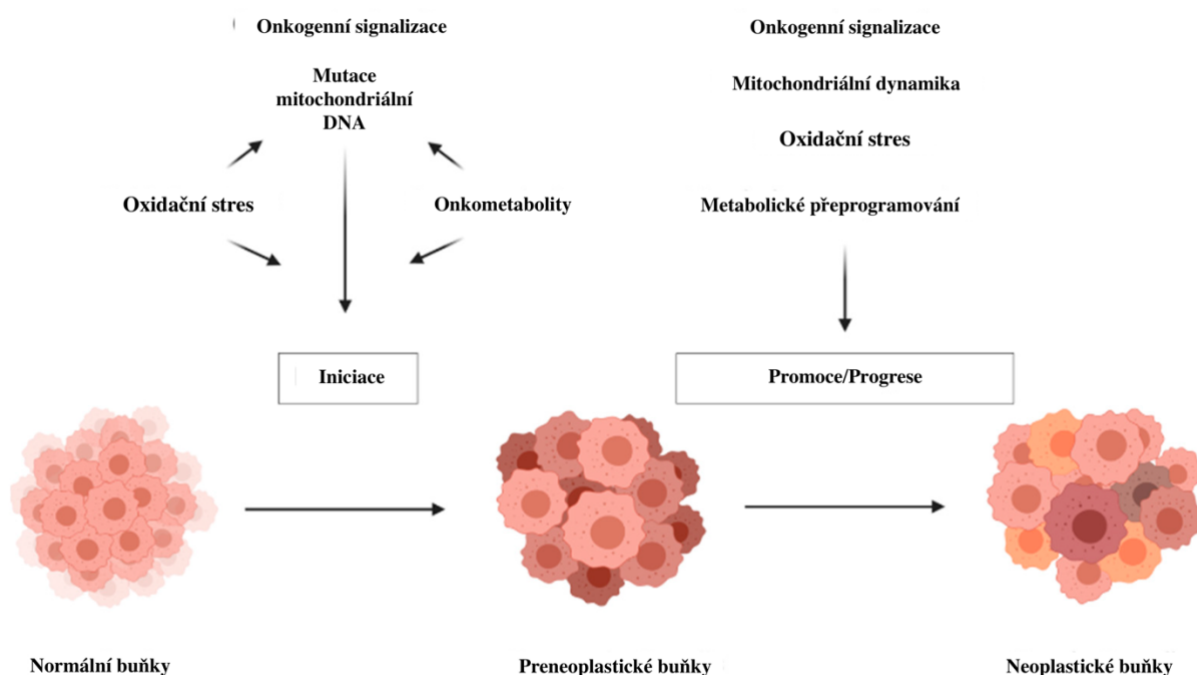 Onkogenní signalizace
Mutace
mitochondriální
DNA
Oxidační stres
Onkometabolity
Iniciace
Onkogenní signalizace
Mitochondriální dynamika
Oxidační stres
Metabolické přeprogramování
Promoce/Progrese
Normální buňky
Preneoplastické buňky
Neoplastické buňky